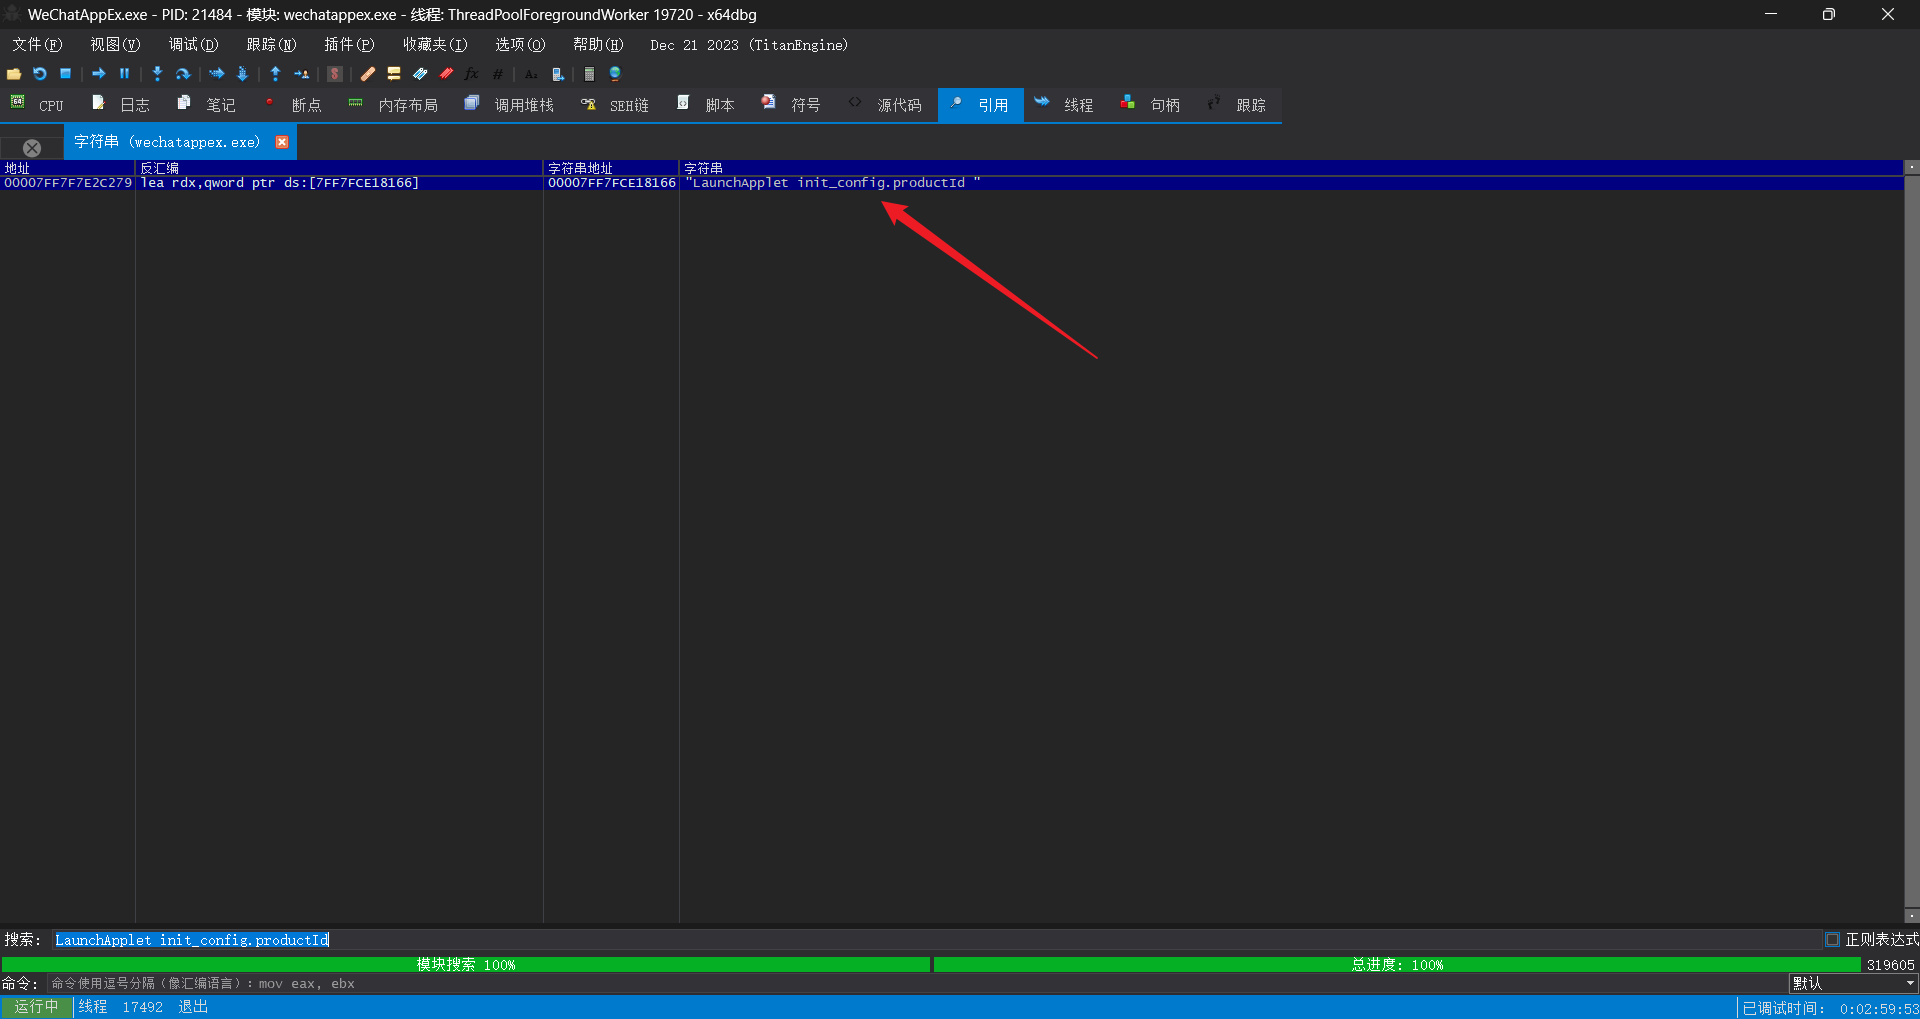 WeChatAppEx.exe - PID: 21484 - 模块: wechatappex.exe - 线程: ThreadPoolForegroundWorker 19720 - x64dbg
文件(F) 视图(V) 调试(D) 跟踪(N) 插件(P) 收藏夹(I) 选项(O) 帮助(H) Dec 21 2023 (TitanEngine)
CPU 日志 笔记 断点 内存布局 调用堆栈 SEH链 脚本 符号 源代码 引用 线程 句柄 跟踪
字符串 (wechatappex.exe)
地址 反汇编 字符串地址 字符串
00007FF7F7E2C279 lea rdx,qword ptr ds:[7FF7FCE18166] 00007FF7FCE18166 "LaunchApplet init_config.productId "
搜索: LaunchApplet init_config.productId 正则表达式
模块搜索 100% 总进度: 100% 319605
命令: 命令使用逗号分隔（像汇编语言）: mov eax, ebx 默认
运行中 线程 17492 退出 已调试时间: 0:02:59:53